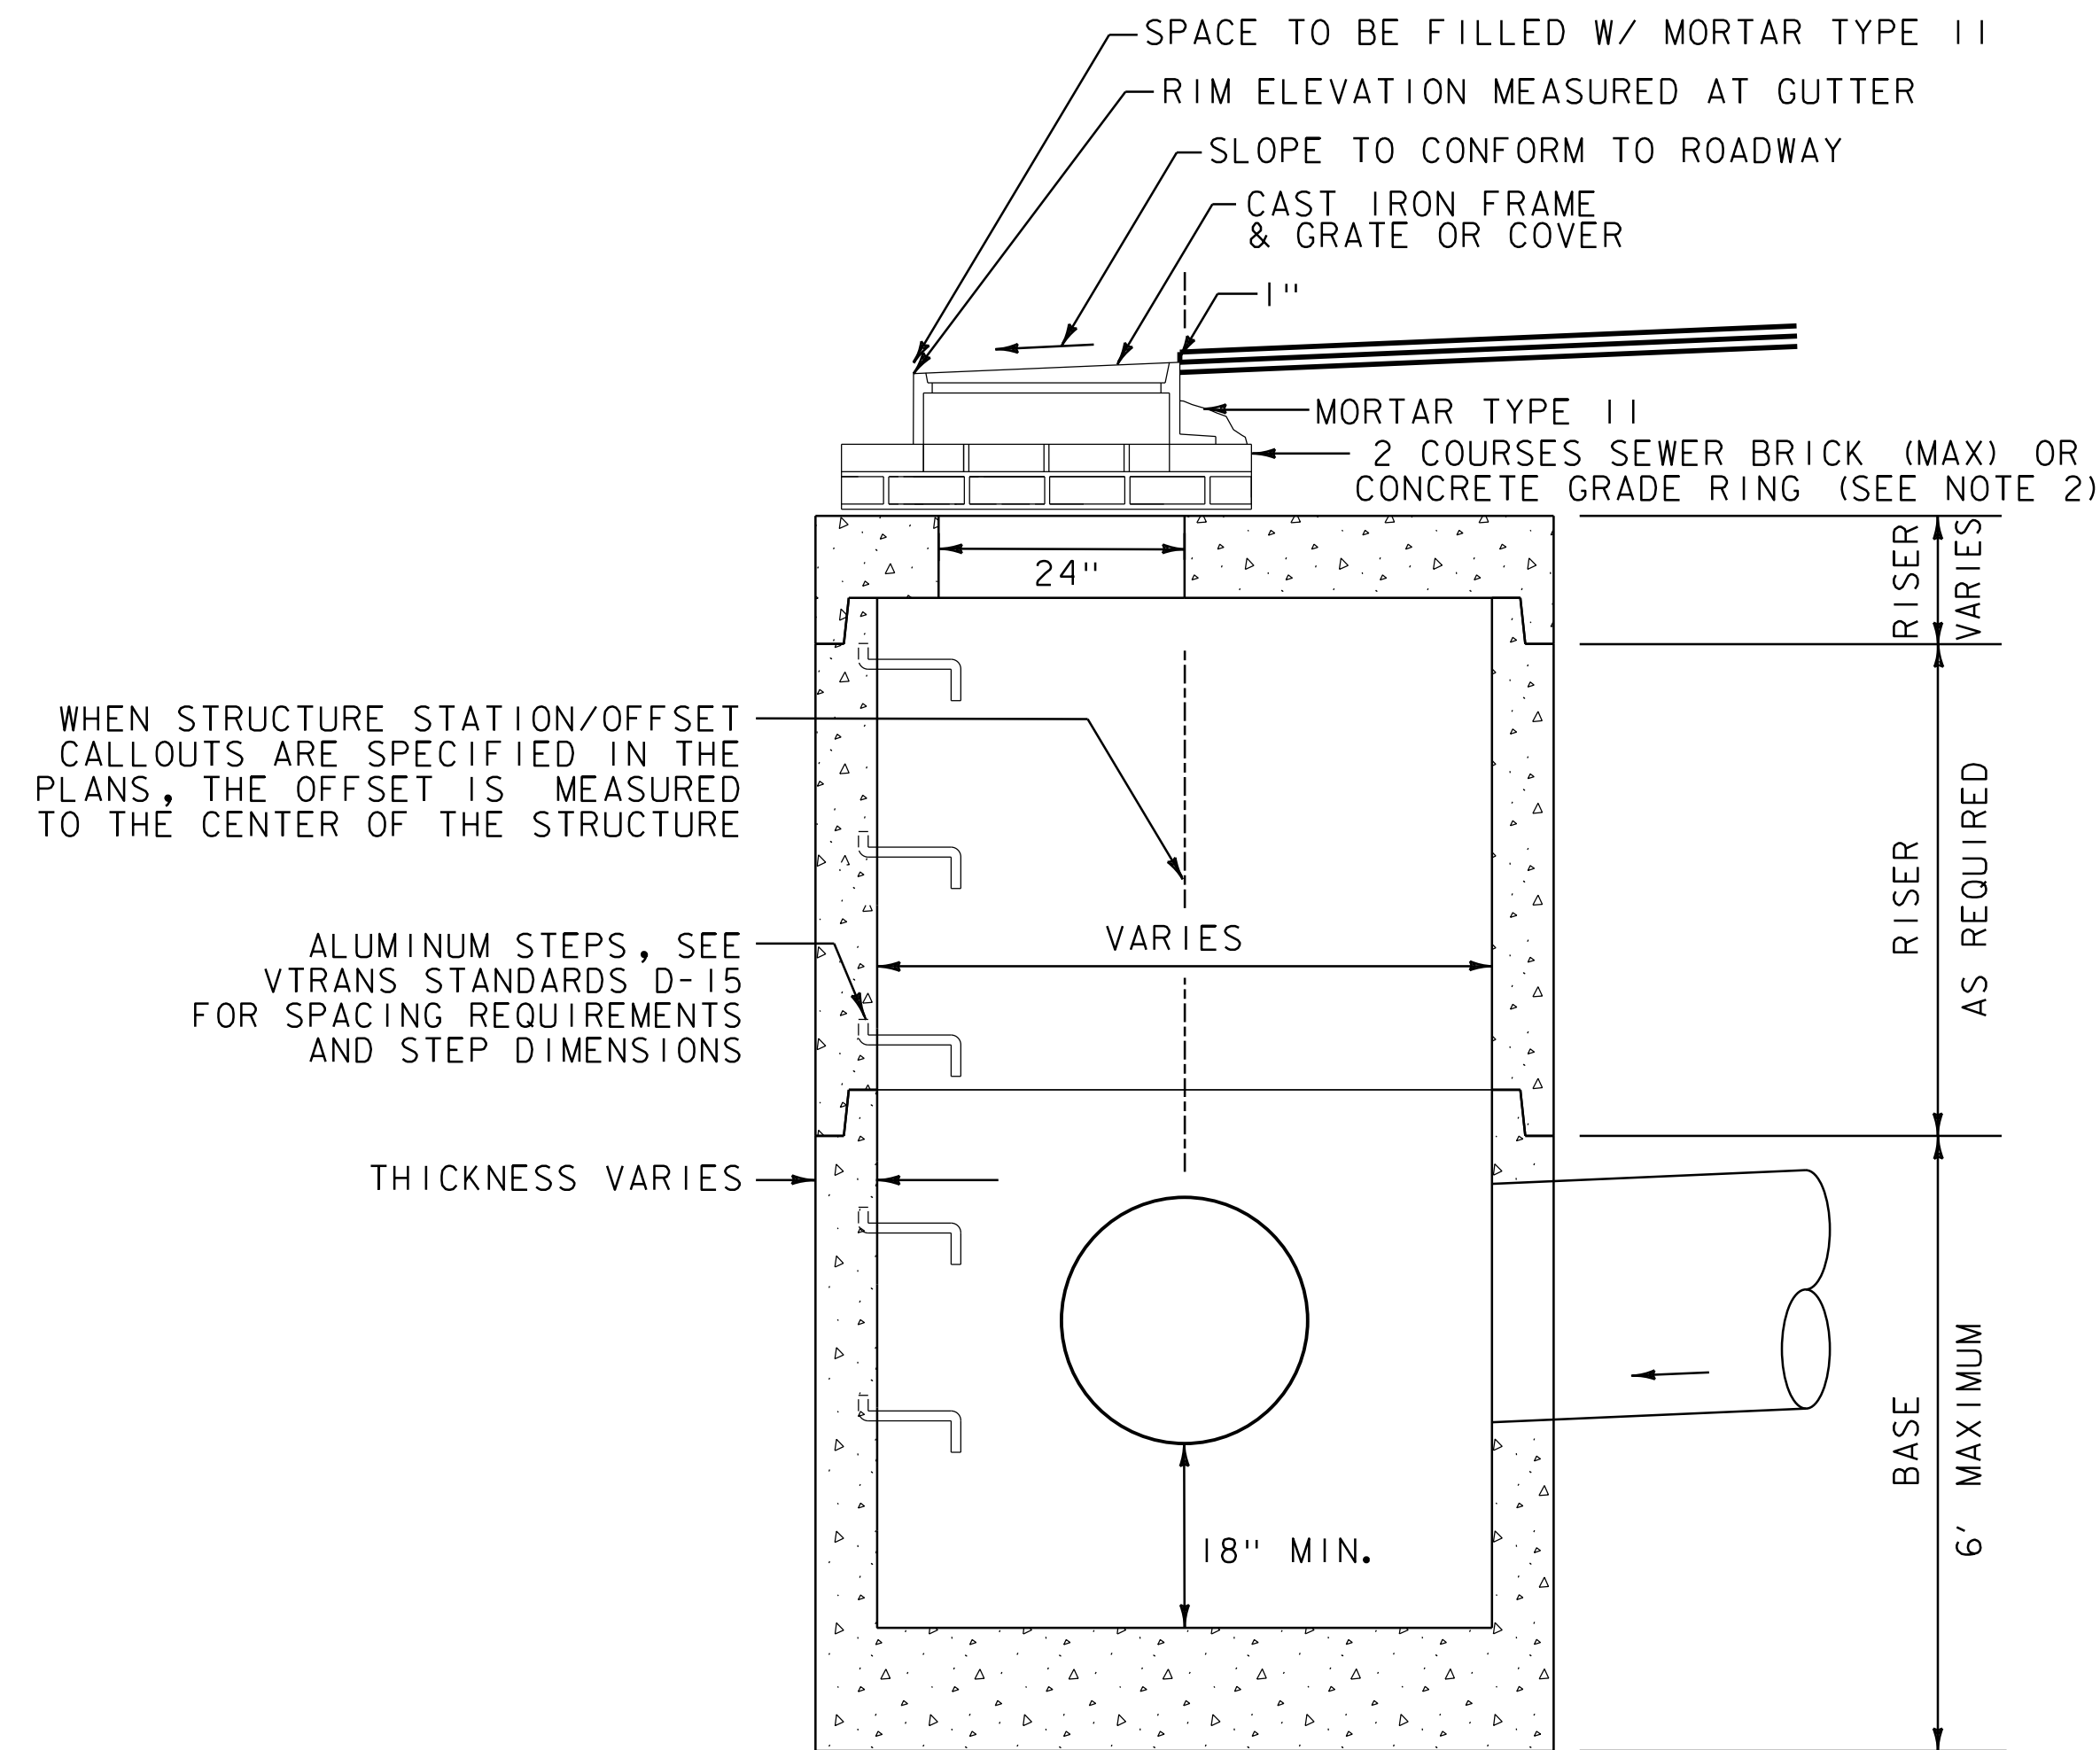 SPACE TO BE FILLED W/ MORTAR TYPE II
RIM ELEVATION MEASURED AT GUTTER
SLOPE TO CONFORM TO ROADWAY
CAST IRON FRAME
& GRATE OR COVER
1"
MORTAR TYPE II
2 COURSES SEWER BRICK (MAX) OR
CONCRETE GRADE RING (SEE NOTE 2)
24"
RISER
VARIES
WHEN STRUCTURE STATION/OFFSET
CALLOUTS ARE SPECIFIED IN THE
PLANS, THE OFFSET IS MEASURED
TO THE CENTER OF THE STRUCTURE
RISER
AS REQUIRED
VARIES
ALUMINUM STEPS, SEE
VTRANS STANDARDS D-15
FOR SPACING REQUIREMENTS
AND STEP DIMENSIONS
THICKNESS VARIES
BASE
6' MAXIMUM
18" MIN.